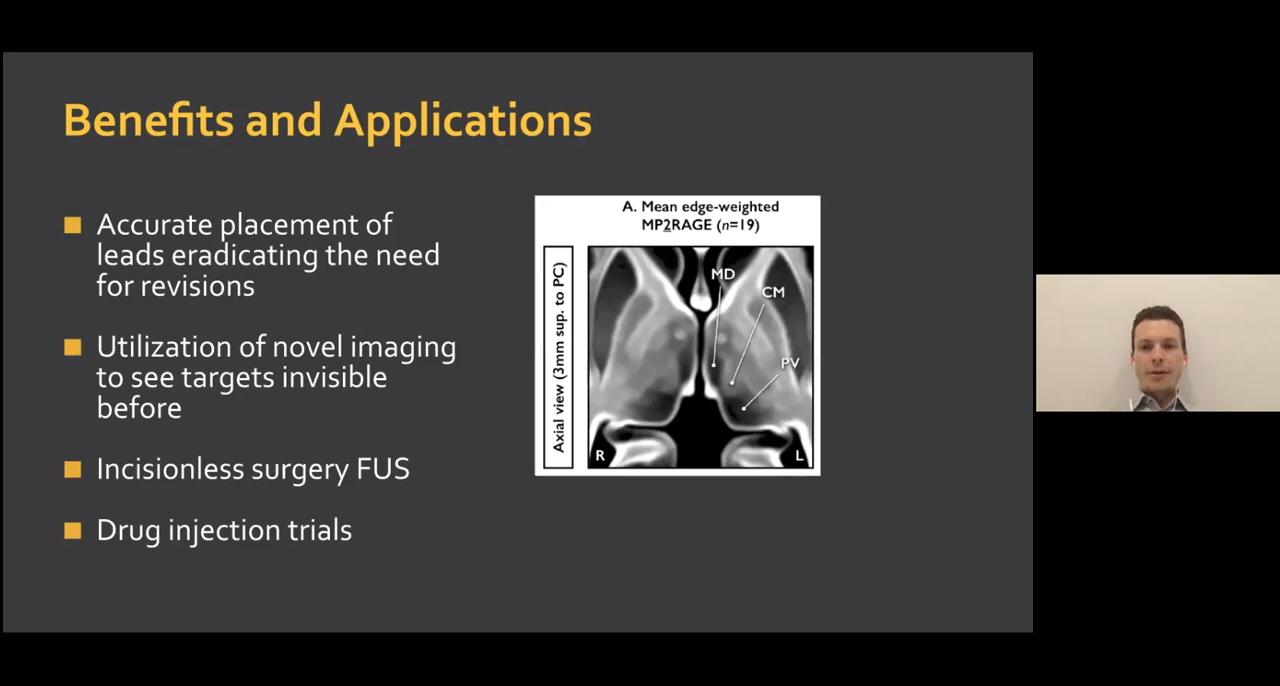 Benefits and Applications
Accurate placement of
leads eradicating the need
for revisions
Utilization of novel imaging
to see targets invisible
before
Incisionless surgery FUS
Drug injection trials
A. Mean edge-weighted
MP2RAGE (n=19)
Axial view (3mm sup. to PC)
MD
CM
PV
R
L